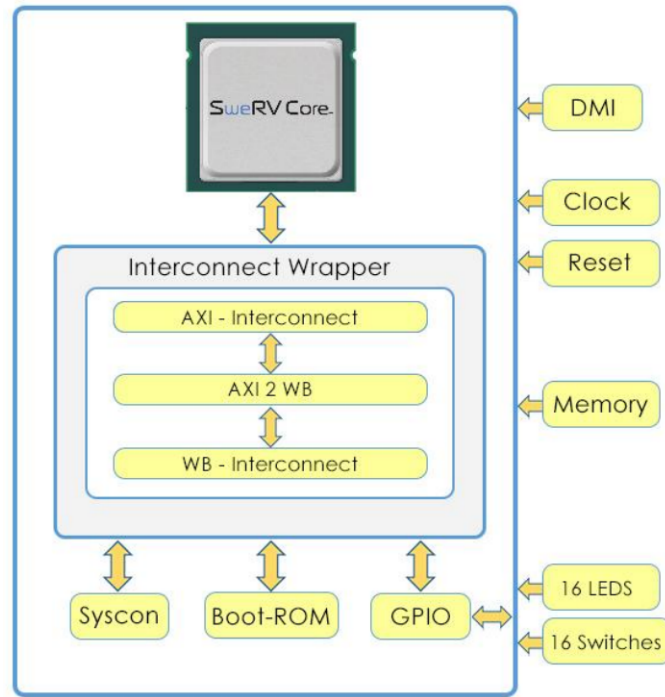 SweRV Core™
DMI
Clock
Interconnect Wrapper
Reset
AXI - Interconnect
AXI 2 WB
Memory
WB - Interconnect
16 LEDS
Syscon
Boot-ROM
GPIO
16 Switches